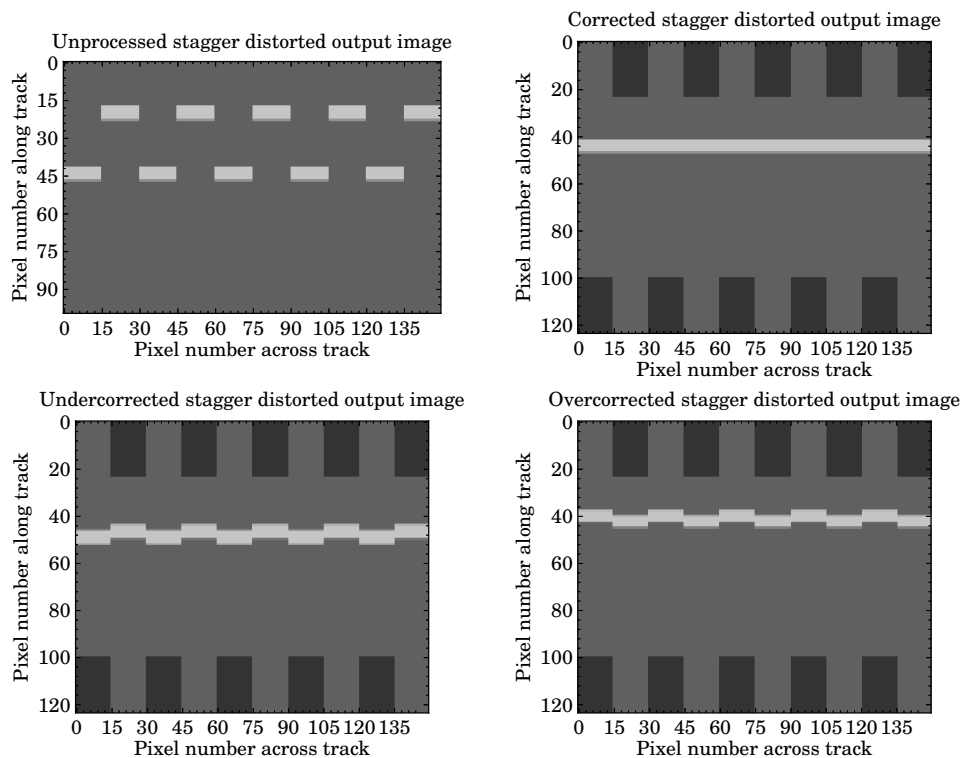 Unprocessed stagger distorted output image
Pixel number along track
0
15
30
45
60
75
90
0 15 30 45 60 75 90 105 120 135
Pixel number across track
Corrected stagger distorted output image
Pixel number along track
0
20
40
60
80
100
120
0 15 30 45 60 75 90 105 120 135
Pixel number across track
Undercorrected stagger distorted output image
Pixel number along track
0
20
40
60
80
100
120
0 15 30 45 60 75 90 105 120 135
Pixel number across track
Overcorrected stagger distorted output image
Pixel number along track
0
20
40
60
80
100
120
0 15 30 45 60 75 90 105 120 135
Pixel number across track